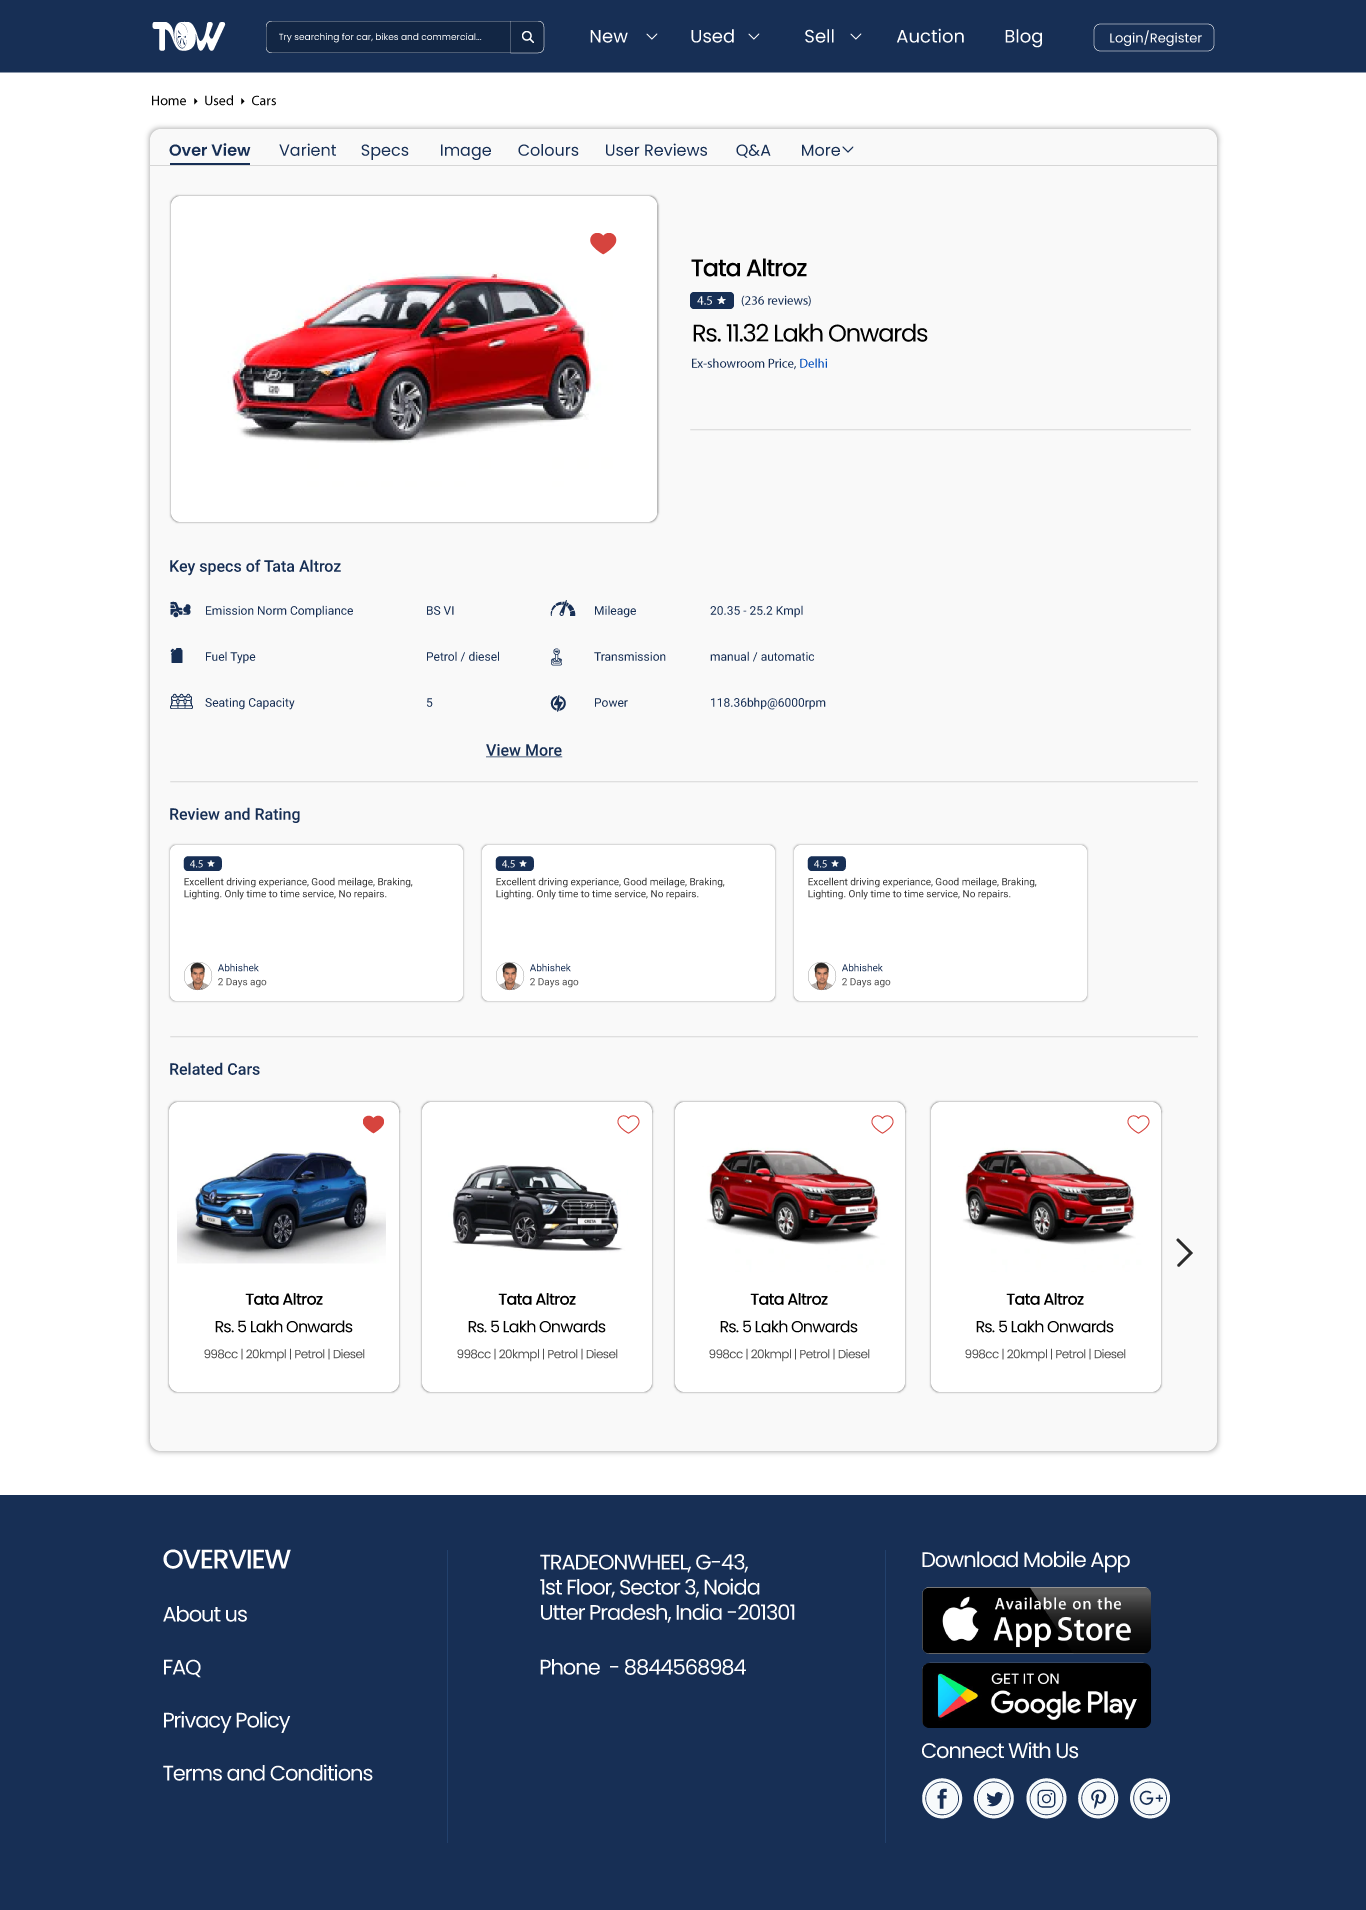 TOW
Try searching for car, bikes and commercial...
New
Used
Sell
Auction
Blog
Login/Register
Home Used Cars
Over View
Varient
Specs
Image
Colours
User Reviews
Q&A
More
i20
Tata Altroz
4.5 ★ (236 reviews)
Rs. 11.32 Lakh Onwards
Ex-showroom Price, Delhi
Key specs of Tata Altroz
Emission Norm Compliance BS VI Mileage 20.35 - 25.2 Kmpl
Fuel Type Petrol / diesel Transmission manual / automatic
Seating Capacity 5 Power 118.36bhp@6000rpm
View More
Review and Rating
4.5 ★
Excellent driving experiance, Good meilage, Braking,
Lighting. Only time to time service, No repairs.
Abhishek
2 Days ago
4.5 ★
Excellent driving experiance, Good meilage, Braking,
Lighting. Only time to time service, No repairs.
Abhishek
2 Days ago
4.5 ★
Excellent driving experiance, Good meilage, Braking,
Lighting. Only time to time service, No repairs.
Abhishek
2 Days ago
Related Cars
Tata Altroz
Rs. 5 Lakh Onwards
998cc | 20kmpl | Petrol | Diesel
CRETA
Tata Altroz
Rs. 5 Lakh Onwards
998cc | 20kmpl | Petrol | Diesel
SELTOS
Tata Altroz
Rs. 5 Lakh Onwards
998cc | 20kmpl | Petrol | Diesel
SELTOS
Tata Altroz
Rs. 5 Lakh Onwards
998cc | 20kmpl | Petrol | Diesel
OVERVIEW
About us
FAQ
Privacy Policy
Terms and Conditions
TRADEONWHEEL, G-43,
1st Floor, Sector 3, Noida
Utter Pradesh, India -201301
Phone - 8844568984
Download Mobile App
Available on the
App Store
GET IT ON
Google Play
Connect With Us
G+